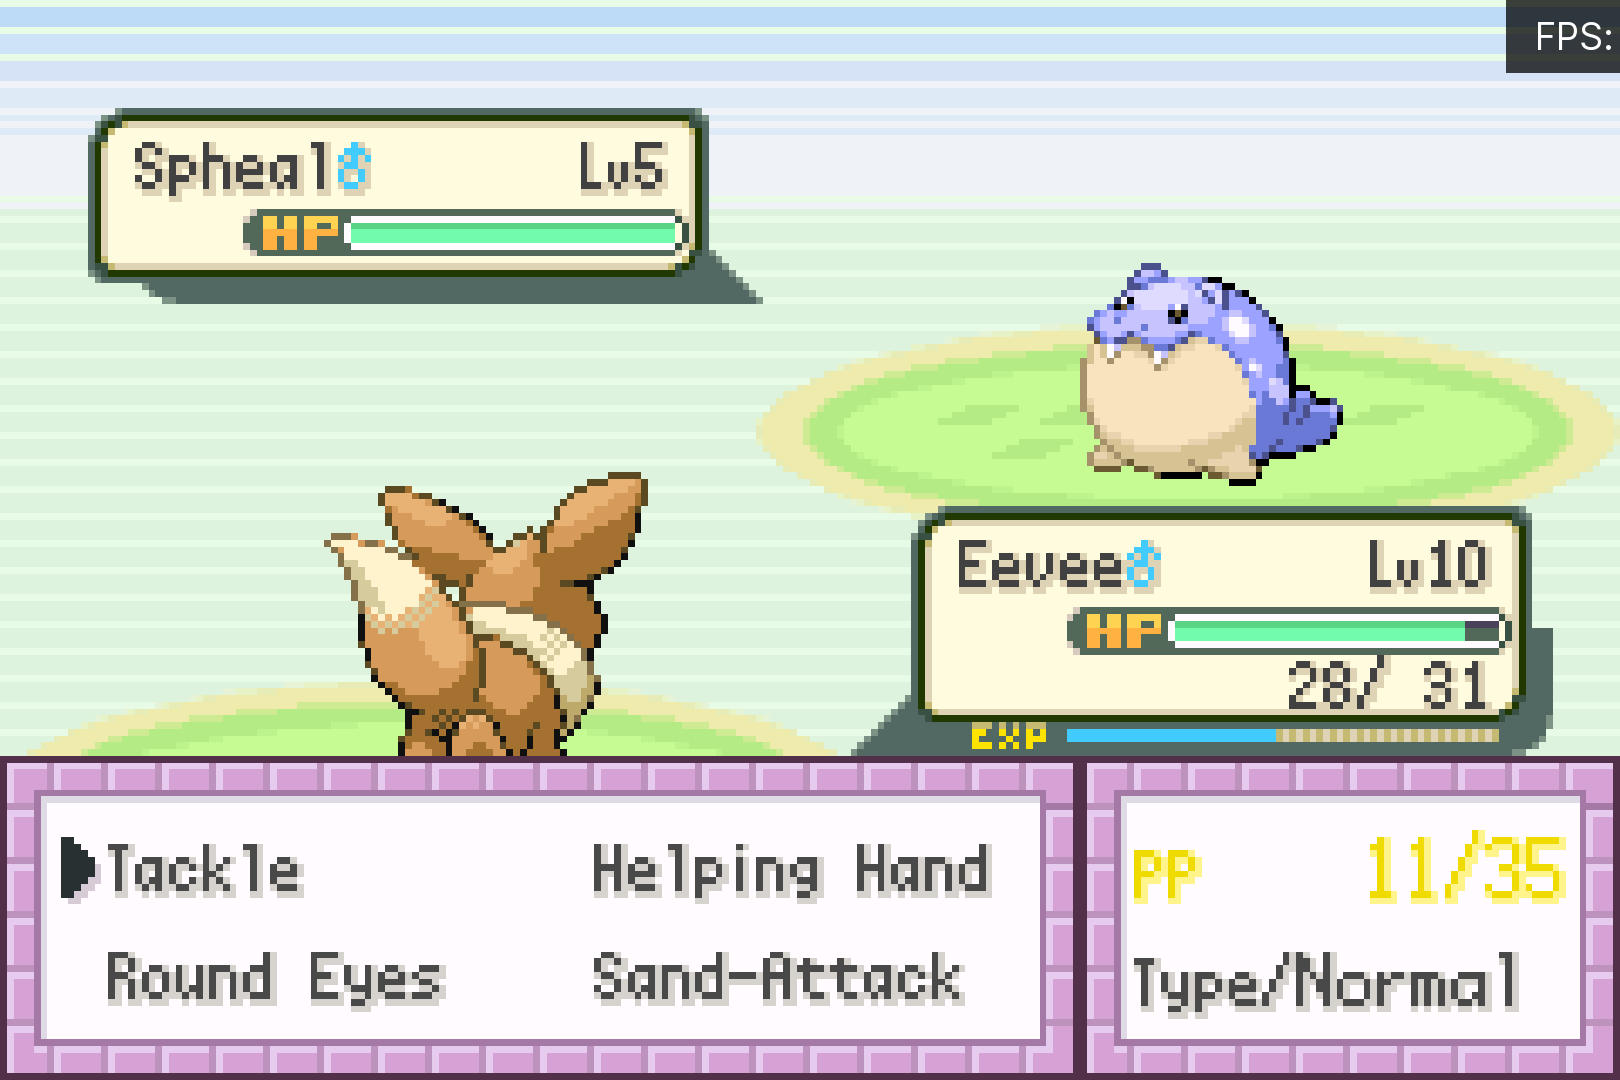 FPS:
Spheal♂ Lv5
HP
Eevee♂ Lv10
HP
28/ 31
EXP
Tackle Helping Hand
Round Eyes Sand-Attack
PP 11/35
Type/Normal